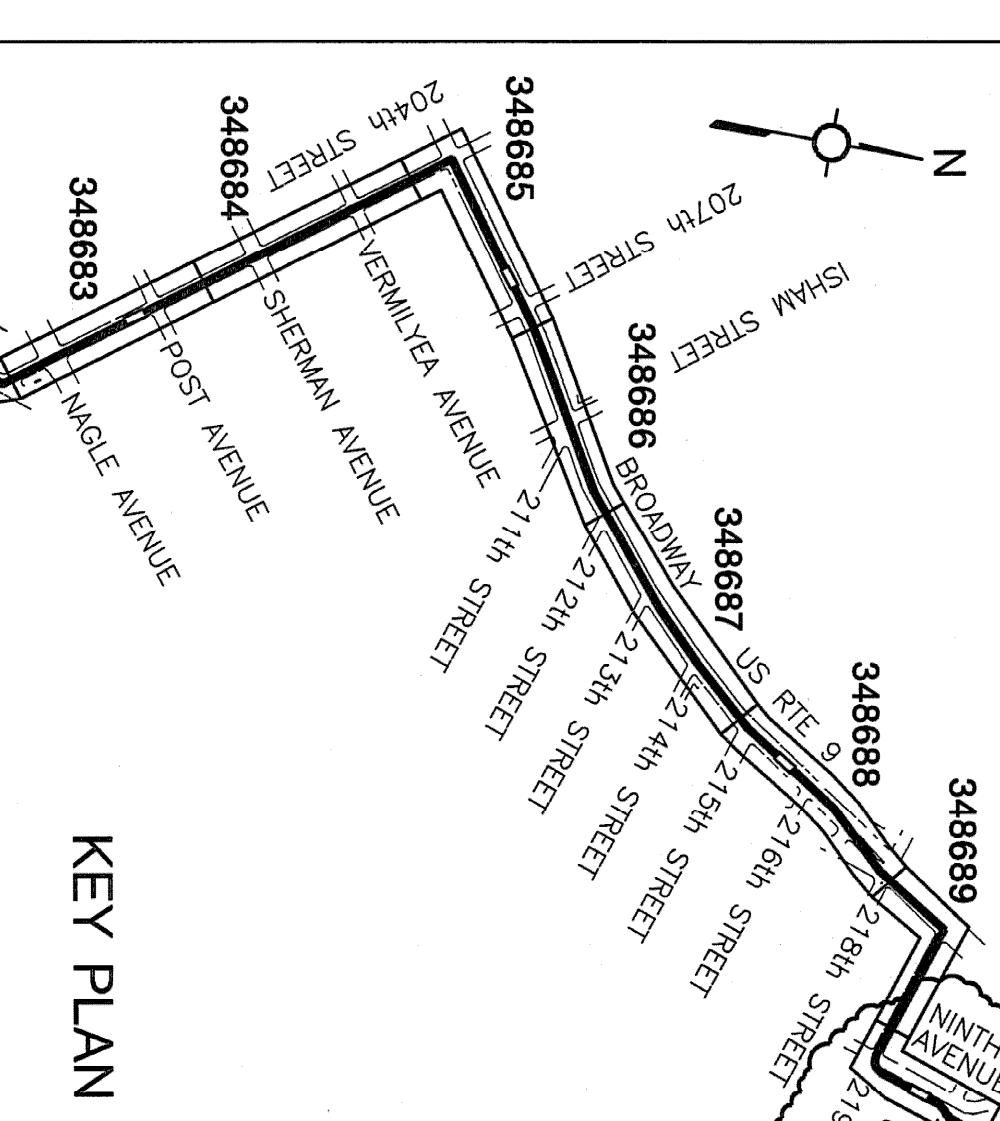 N
348685
204th STREET
348684
348683
207th STREET
ISHAM STREET
348686
VERMILYEA AVENUE
SHERMAN AVENUE
POST AVENUE
NAGLE AVENUE
BROADWAY
348687
211th STREET
212th STREET
213th STREET
214th STREET
215th STREET
216th STREET
US RTE 9
348688
348689
218th STREET
NINTH
AVENUE
219
KEY PLAN